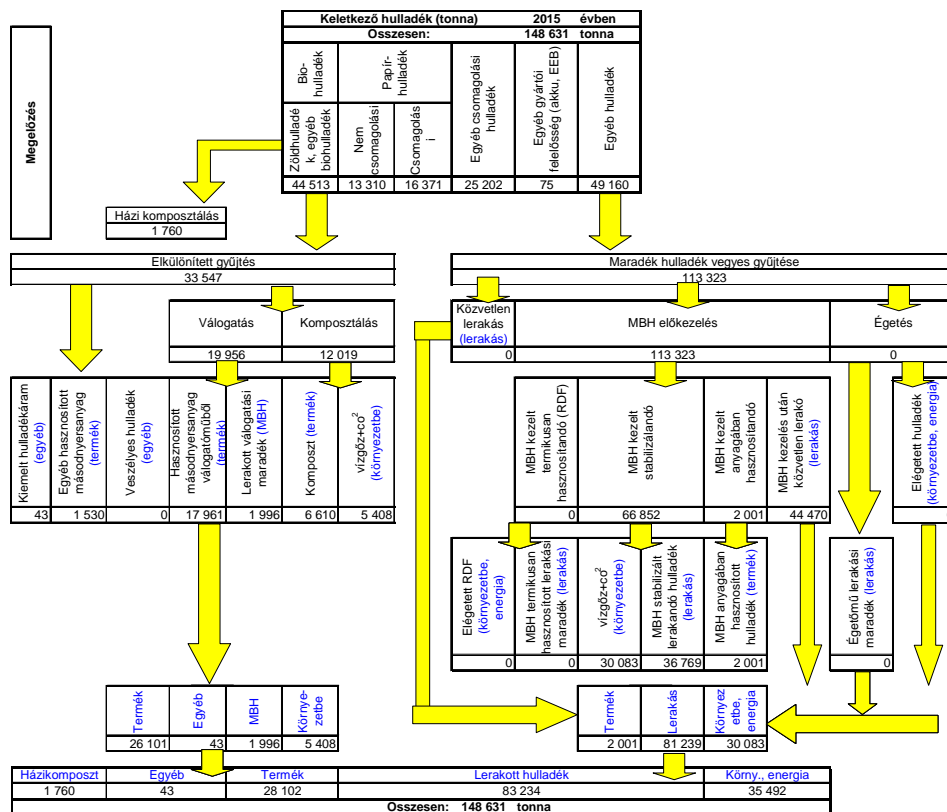 Keletkező hulladék (tonna) 2015 évben
Összesen: 148 631 tonna
Megelőzés
Bio-
hulladék
Papír-
hulladék
Zöldhulladé
k, egyéb
biohulladék
Nem
csomagolási
Csomagolás
i
Egyéb csomagolási
hulladék
Egyéb gyártói
felelősség (akku, EEB)
Egyéb hulladék
44 513 13 310 16 371 25 202 75 49 160
Házi komposztálás
1 760
Elkülönített gyűjtés
33 547
Maradék hulladék vegyes gyűjtése
113 323
Válogatás
19 956
Komposztálás
12 019
Közvetlen
lerakás
(lerakás)
0
MBH előkezelés
113 323
Égetés
0
Kiemelt hulladékáram
(egyéb)
Egyéb hasznosított
másodnyersanyag
(termék)
Veszélyes hulladék
(egyéb)
Hasznosított
másodnyersanyag
válogatóműből
(termék)
Lerakott válogatási
maradék (MBH)
Komposzt (termék)
vízgőz+co²
(környezetbe)
43 1 530 0 17 961 1 996 6 610 5 408
MBH kezelt
termikusan
hasznosítandó (RDF)
MBH kezelt
stabilizálandó
MBH kezelt
anyagában
hasznosítandó
MBH kezelés után
közvetlen lerakó
(lerakás)
Elégetett hulladék
(környezetbe, energia)
0 66 852 2 001 44 470
Elégetett RDF
(környezetbe,
energia)
MBH termikusan
hasznosított lerakási
maradék (lerakás)
vízgőz+co²
(környezetbe)
MBH stabilizált
lerakandó hulladék
(lerakás)
MBH anyagában
hasznosított
hulladék (termék)
Égetőmű lerakási
maradék (lerakás)
0 0 30 083 36 769 2 001 0
Termék
Egyéb
MBH
Környe-
zetbe
26 101 43 1 996 5 408
Termék
Lerakás
Környez
etbe,
energia
2 001 81 239 30 083
Házikomposzt Egyéb Termék Lerakott hulladék Körny., energia
1 760 43 28 102 83 234 35 492
Összesen: 148 631 tonna